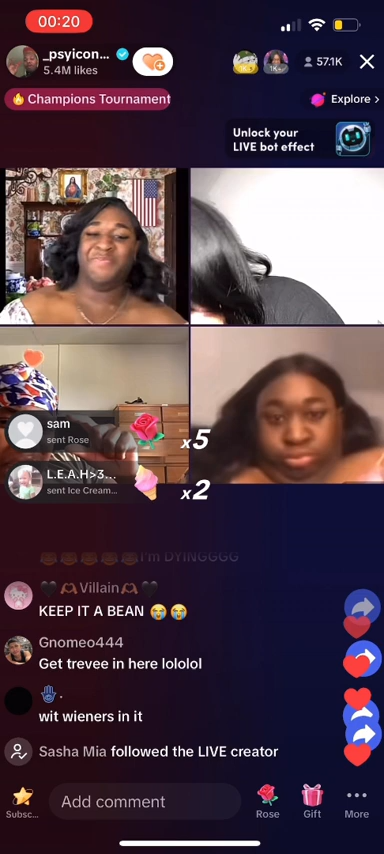 00:20
_psyicon...
5.4M likes
1K+
1K+
57.1K
Champions Tournament
Explore >
Unlock your
LIVE bot effect
sam
sent Rose
x5
L.E.A.H>3...
sent Ice Cream...
x2
I'm DYINGGGG
🖤🫶🏾Villain🫶🏾🖤
KEEP IT A BEAN 😭😭
Gnomeo444
Get trevee in here lololol
🪬.
wit wieners in it
Sasha Mia followed the LIVE creator
Subsc...
Add comment
Rose
Gift
More